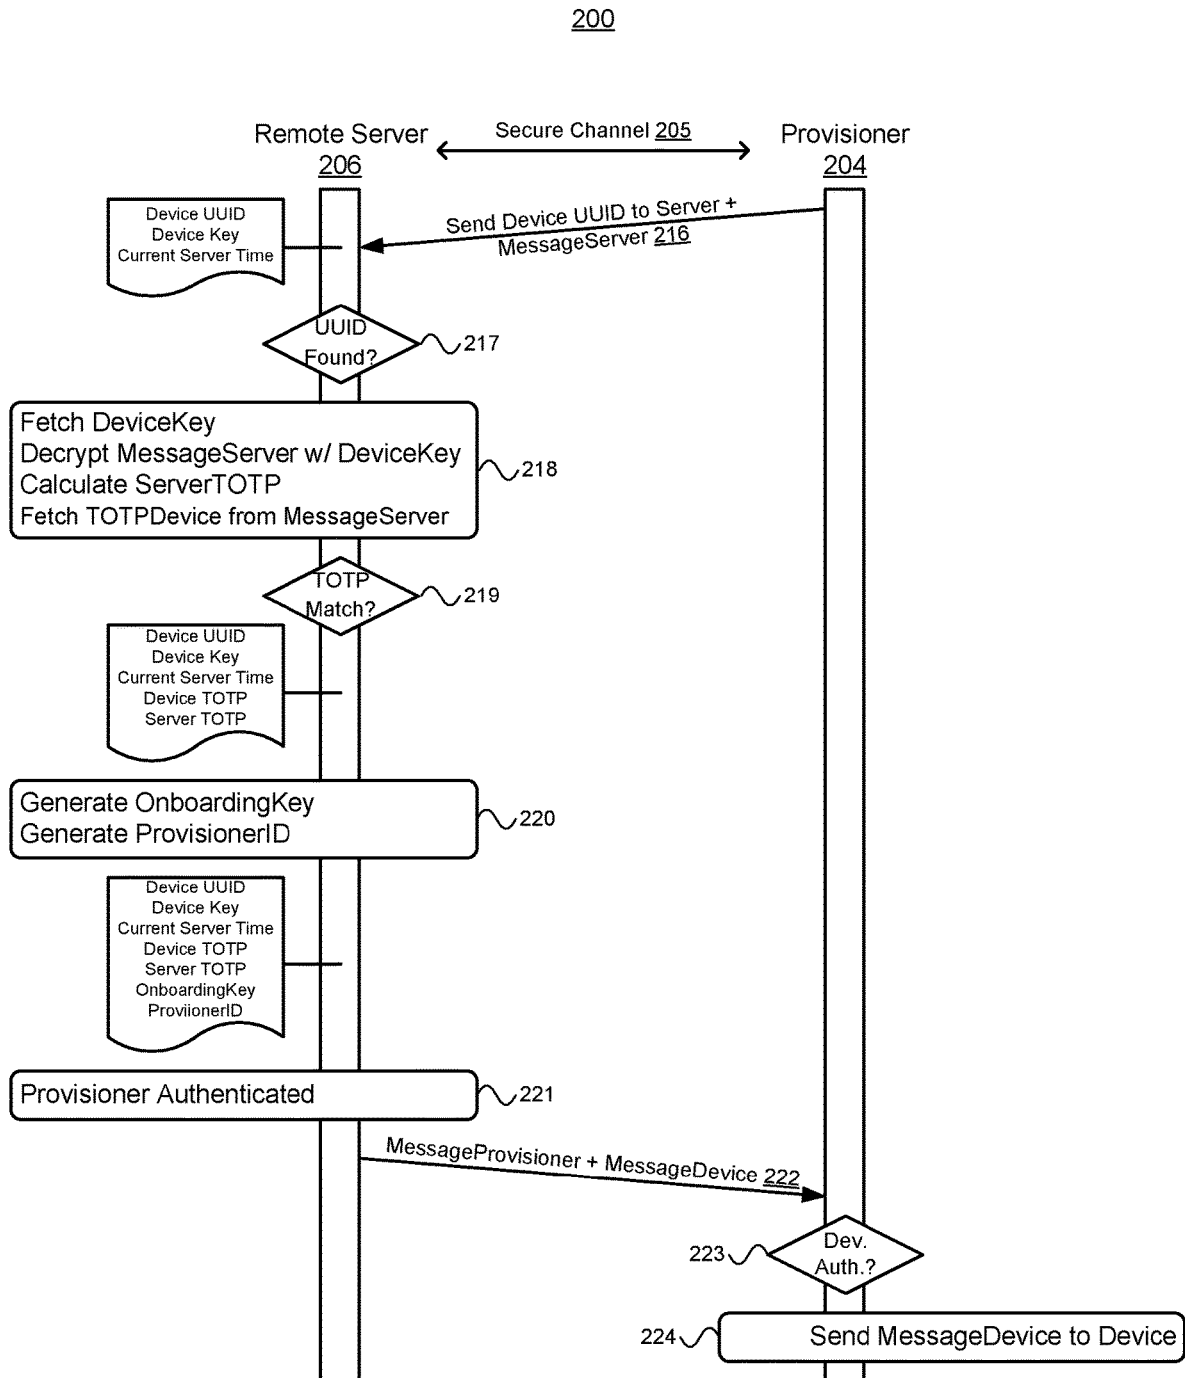 200
Remote Server
206
Secure Channel 205
Provisioner
204
Send Device UUID to Server +
MessageServer 216
Device UUID
Device Key
Current Server Time
UUID
Found?
217
Fetch DeviceKey
Decrypt MessageServer w/ DeviceKey
Calculate ServerTOTP
Fetch TOTPDevice from MessageServer
218
TOTP
Match?
219
Device UUID
Device Key
Current Server Time
Device TOTP
Server TOTP
Generate OnboardingKey
Generate ProvisionerID
220
Device UUID
Device Key
Current Server Time
Device TOTP
Server TOTP
OnboardingKey
ProviionerID
Provisioner Authenticated
221
MessageProvisioner + MessageDevice 222
Dev.
Auth.?
223
Send MessageDevice to Device
224